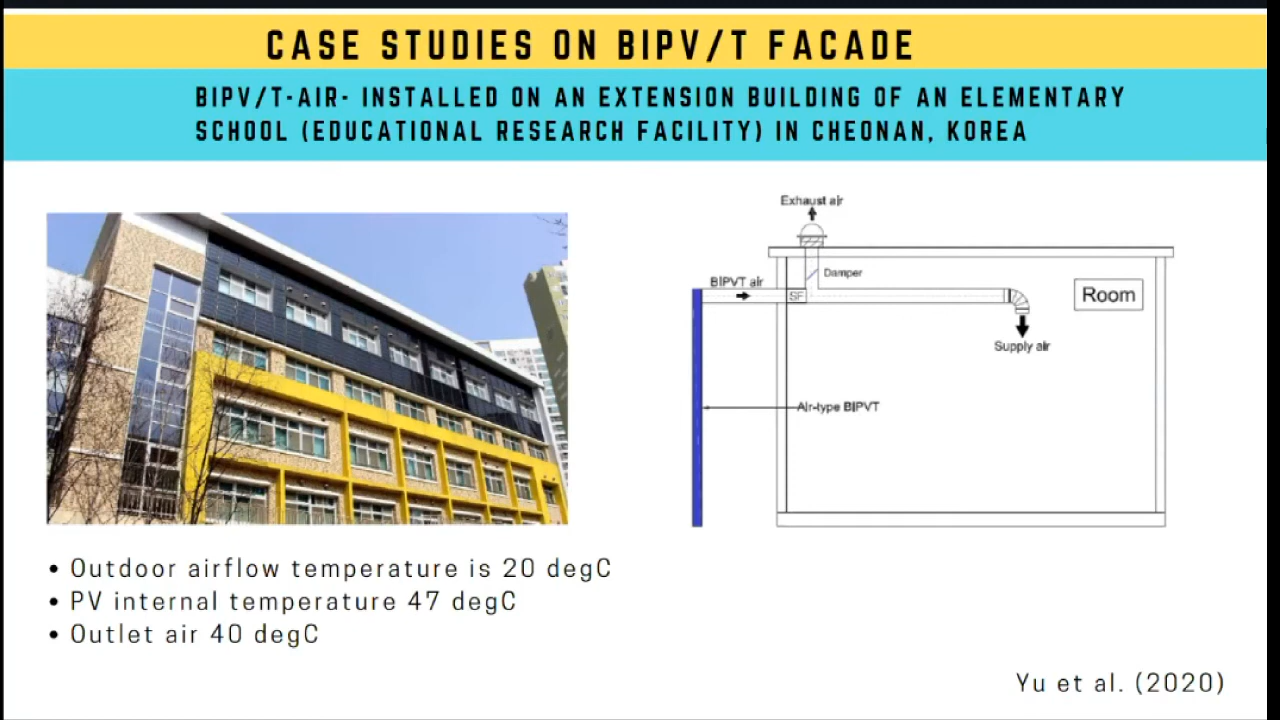 CASE STUDIES ON BIPV/T FACADE
BIPV/T-AIR- INSTALLED ON AN EXTENSION BUILDING OF AN ELEMENTARY
SCHOOL (EDUCATIONAL RESEARCH FACILITY) IN CHEONAN, KOREA
Exhaust air
Damper
BIPVT air
SF
Room
Supply air
Air-type BIPVT
• Outdoor airflow temperature is 20 degC
• PV internal temperature 47 degC
• Outlet air 40 degC
Yu et al. (2020)